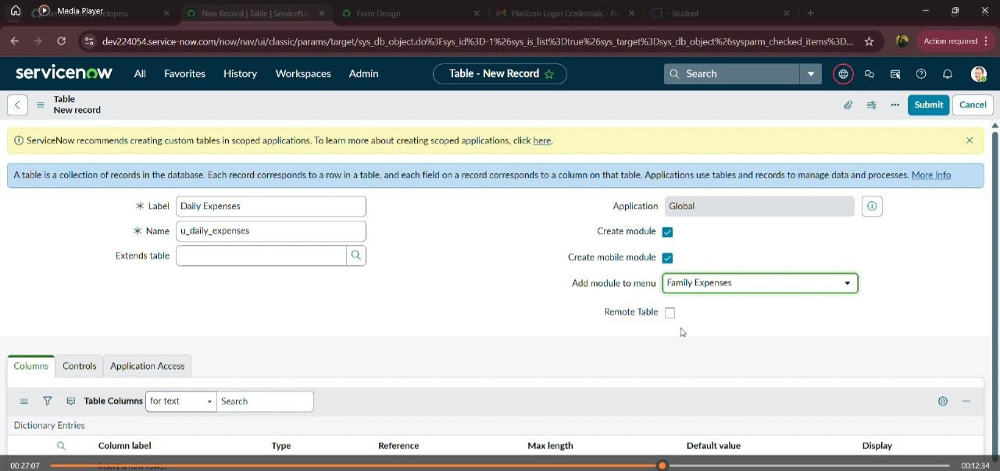 Media Player
Developers
New Record | Table | ServiceNo
Form Design
Platform Login Credentials - Pr
- Student
dev224054.service-now.com/now/nav/ui/classic/params/target/sys_db_object.do%3Fsys_id%3D-1%26sys_is_list%3Dtrue%26sys_target%3Dsys_db_object%26sysparm_checked_items%3D...
Action required
servicenow
All
Favorites
History
Workspaces
Admin
Table - New Record
Search
Table
New record
Submit
Cancel
ServiceNow recommends creating custom tables in scoped applications. To learn more about creating scoped applications, click here.
A table is a collection of records in the database. Each record corresponds to a row in a table, and each field on a record corresponds to a column on that table. Applications use tables and records to manage data and processes. More Info
Label
Daily Expenses
Application
Global
Name
u_daily_expenses
Create module
Extends table
Create mobile module
Add module to menu
Family Expenses
Remote Table
Columns
Controls
Application Access
Table Columns
for text
Search
Dictionary Entries
Column label
Type
Reference
Max length
Default value
Display
Insert a new row...
00:27:07
00:12:34